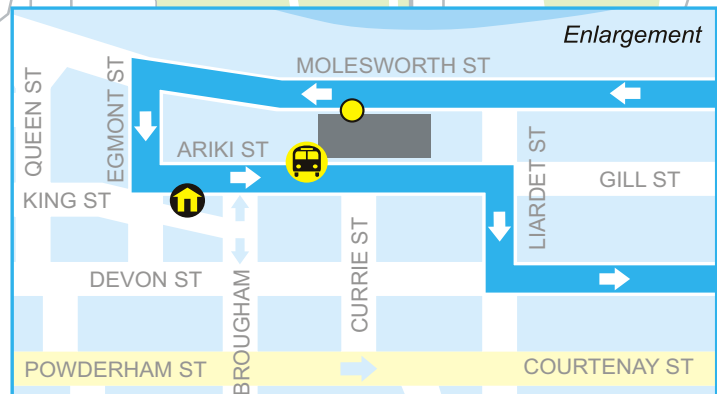 Enlargement
MOLESWORTH ST
QUEEN ST
EGMONT ST
ARIKI ST
LIARDET ST
GILL ST
KING ST
CURRIE ST
DEVON ST
BROUGHAM
POWDERHAM ST
COURTENAY ST